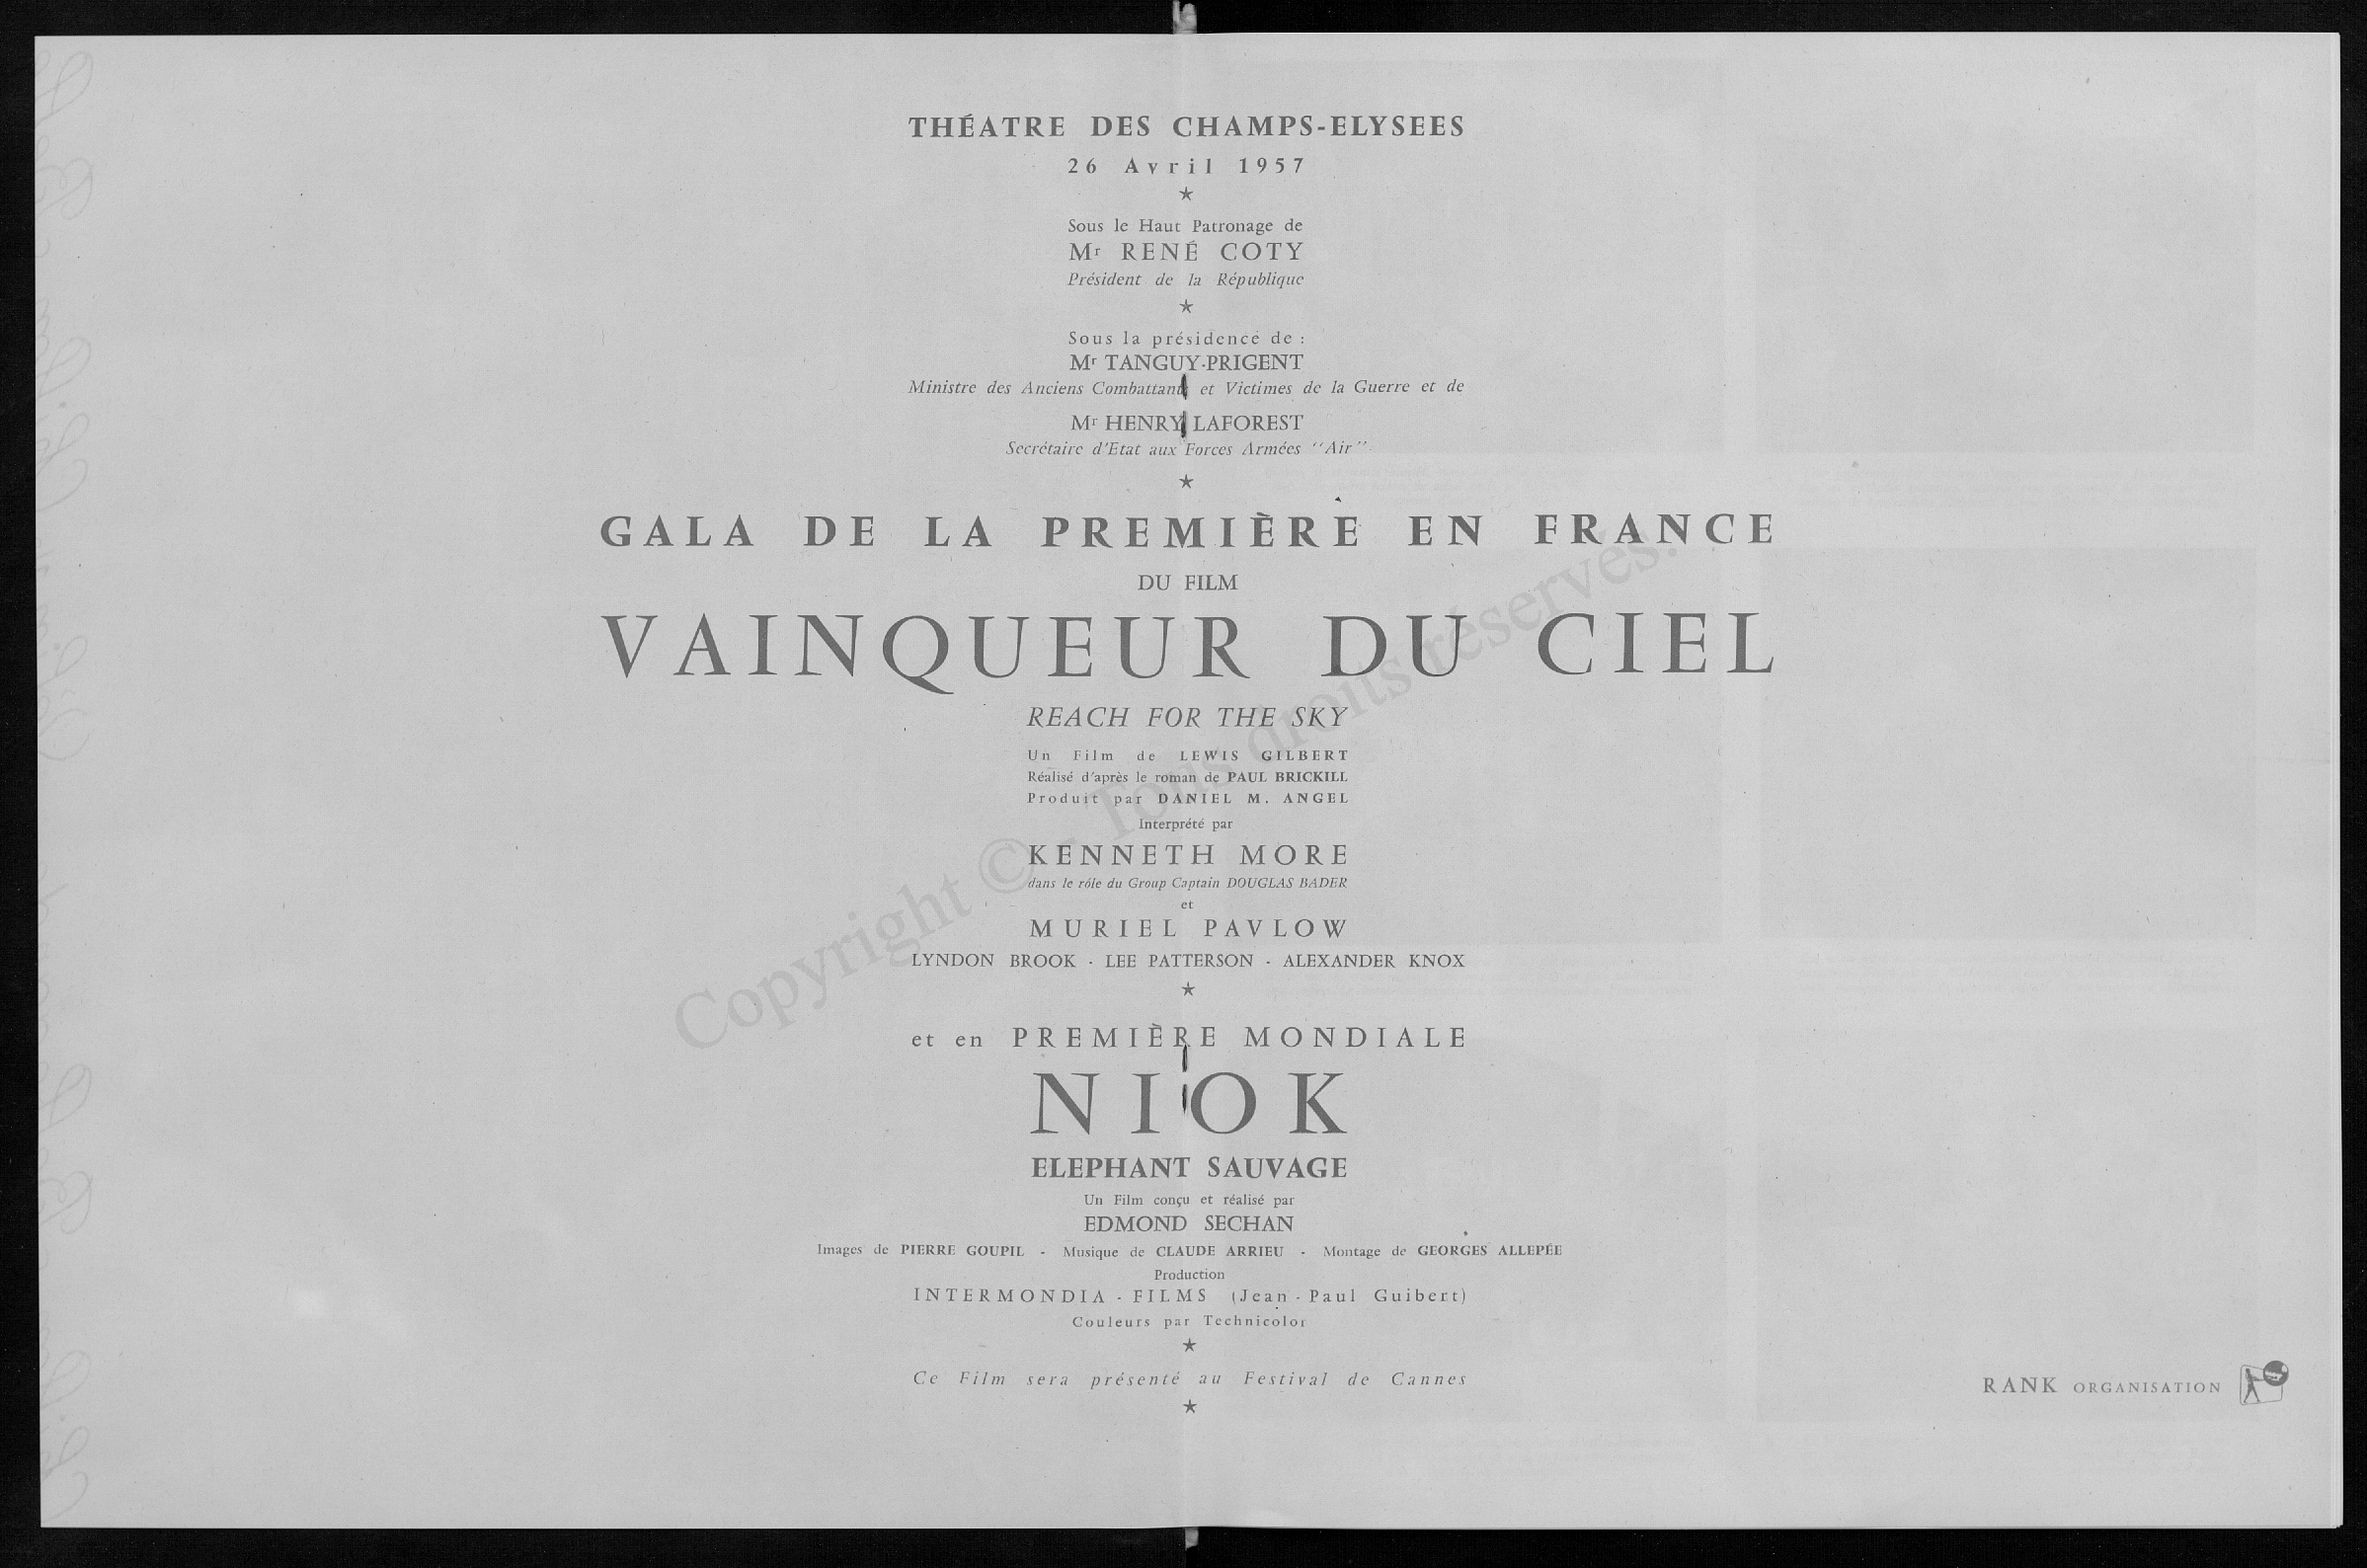 THÉATRE DES CHAMPS-ELYSEES
26 Avril 1957
Sous le Haut Patronage de
Mr RENÉ COTY
Président de la République
Sous la présidence de :
Mr TANGUY-PRIGENT
Ministre des Anciens Combattants et Victimes de la Guerre et de
Mr HENRY LAFOREST
Secrétaire d'Etat aux Forces Armées "Air"
GALA DE LA PREMIÈRE EN FRANCE
DU FILM
VAINQUEUR DU CIEL
REACH FOR THE SKY
Un Film de LEWIS GILBERT
Réalisé d'après le roman de PAUL BRICKILL
Produit par DANIEL M. ANGEL
Interprété par
KENNETH MORE
dans le rôle du Group Captain DOUGLAS BADER
et
MURIEL PAVLOW
LYNDON BROOK - LEE PATTERSON - ALEXANDER KNOX
et en PREMIÈRE MONDIALE
NIOK
ELEPHANT SAUVAGE
Un Film conçu et réalisé par
EDMOND SECHAN
Images de PIERRE GOUPIL - Musique de CLAUDE ARRIEU - Montage de GEORGES ALLEPÉE
Production
INTERMONDIA - FILMS (Jean-Paul Guibert)
Couleurs par Technicolor
Ce Film sera présenté au Festival de Cannes
RANK ORGANISATION
Copyright © - Tous droits réservés.